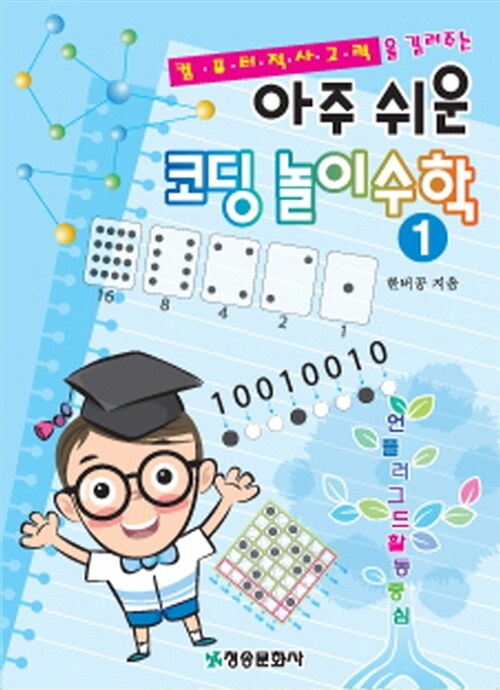 컴·퓨·터·적·사·고·력 을 길러주는
아주 쉬운
코딩 놀이수학
1
한버공 지음
16 8 4 2 1
10010010
언플러그드활동중심
청송문화사